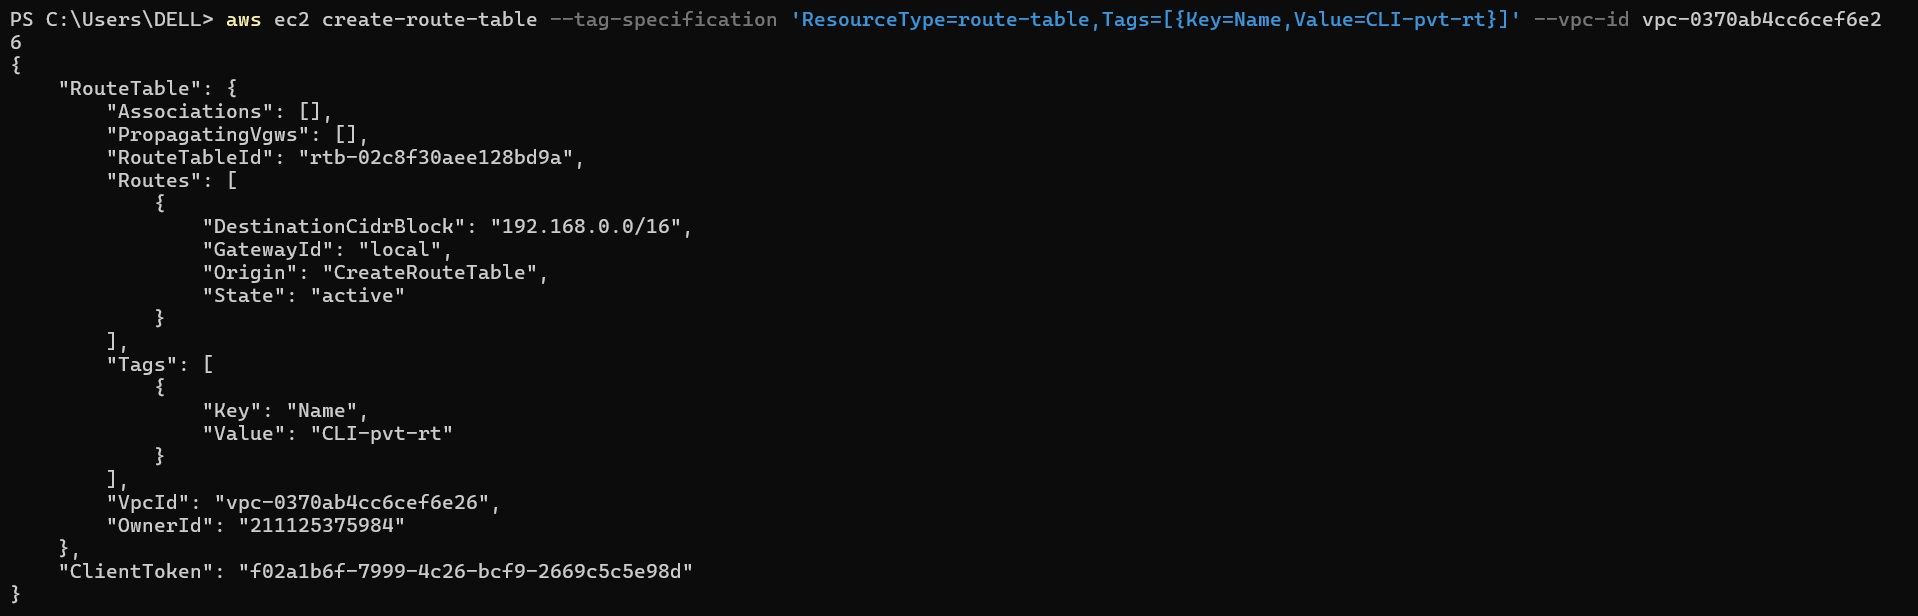 PS C:\Users\DELL> aws ec2 create-route-table --tag-specification 'ResourceType=route-table,Tags=[{Key=Name,Value=CLI-pvt-rt}]' --vpc-id vpc-0370ab4cc6cef6e2
6
{
    "RouteTable": {
        "Associations": [],
        "PropagatingVgws": [],
        "RouteTableId": "rtb-02c8f30aee128bd9a",
        "Routes": [
            {
                "DestinationCidrBlock": "192.168.0.0/16",
                "GatewayId": "local",
                "Origin": "CreateRouteTable",
                "State": "active"
            }
        ],
        "Tags": [
            {
                "Key": "Name",
                "Value": "CLI-pvt-rt"
            }
        ],
        "VpcId": "vpc-0370ab4cc6cef6e26",
        "OwnerId": "211125375984"
    },
    "ClientToken": "f02a1b6f-7999-4c26-bcf9-2669c5c5e98d"
}